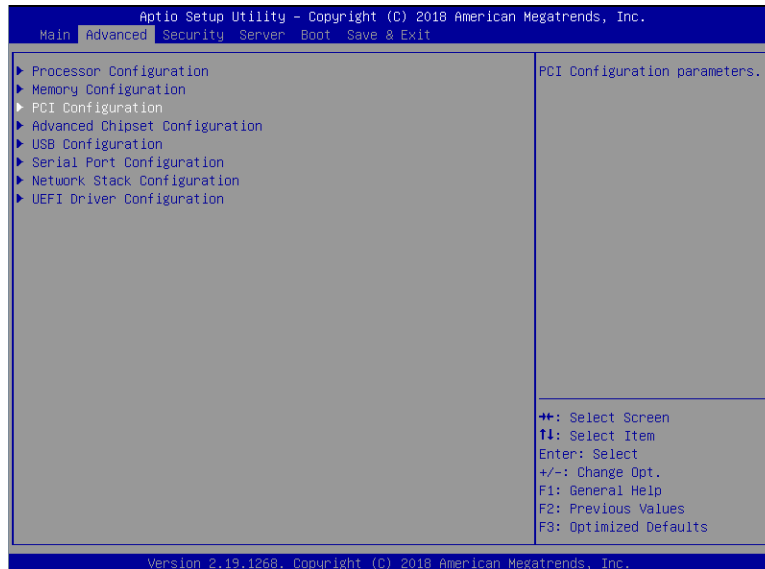 Aptio Setup Utility - Copyright (C) 2018 American Megatrends, Inc.
Main Advanced Security Server Boot Save & Exit
Processor Configuration
Memory Configuration
PCI Configuration
Advanced Chipset Configuration
USB Configuration
Serial Port Configuration
Network Stack Configuration
UEFI Driver Configuration
PCI Configuration parameters.
→←: Select Screen
↑↓: Select Item
Enter: Select
+/-: Change Opt.
F1: General Help
F2: Previous Values
F3: Optimized Defaults
Version 2.19.1268. Copyright (C) 2018 American Megatrends, Inc.